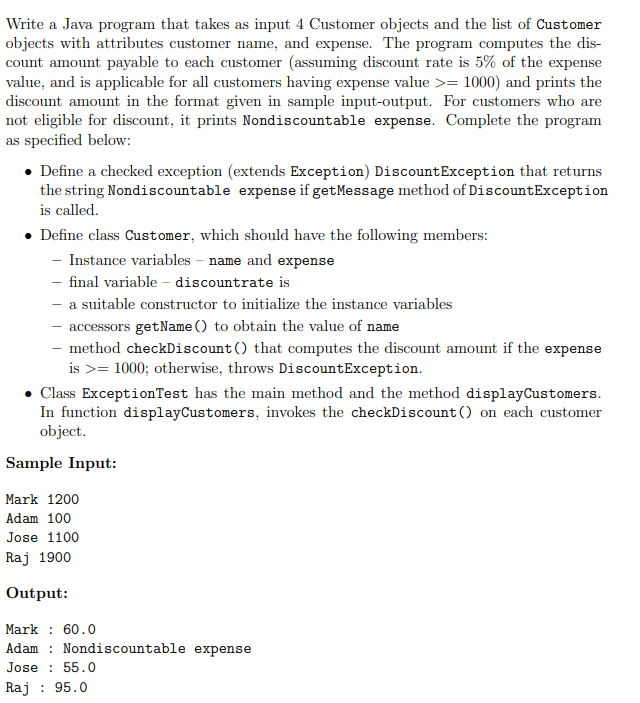 Write a Java program that takes as input 4 Customer objects and the list of Customer
objects with attributes customer name, and expense. The program computes the dis-
count amount payable to each customer (assuming discount rate is 5% of the expense
value, and is applicable for all customers having expense value >= 1000) and prints the
discount amount in the format given in sample input-output. For customers who are
not eligible for discount, it prints Nondiscountable expense. Complete the program
as specified below:
• Define a checked exception (extends Exception) DiscountException that returns
the string Nondiscountable expense if getMessage method of DiscountException
is called.
• Define class Customer, which should have the following members:
– Instance variables – name and expense
– final variable – discountrate is
– a suitable constructor to initialize the instance variables
– accessors getName() to obtain the value of name
– method checkDiscount() that computes the discount amount if the expense
is >= 1000; otherwise, throws DiscountException.
• Class ExceptionTest has the main method and the method displayCustomers.
In function displayCustomers, invokes the checkDiscount() on each customer
object.
Sample Input:
Mark 1200
Adam 100
Jose 1100
Raj 1900
Output:
Mark : 60.0
Adam : Nondiscountable expense
Jose : 55.0
Raj : 95.0